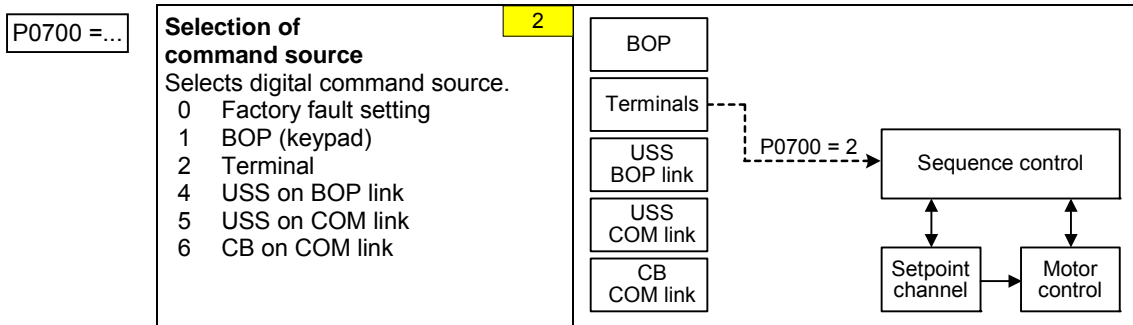 P0700 =...
Selection of
command source
2
Selects digital command source.
0 Factory fault setting
1 BOP (keypad)
2 Terminal
4 USS on BOP link
5 USS on COM link
6 CB on COM link
BOP
Terminals
USS
BOP link
USS
COM link
CB
COM link
P0700 = 2
Sequence control
Setpoint
channel
Motor
control